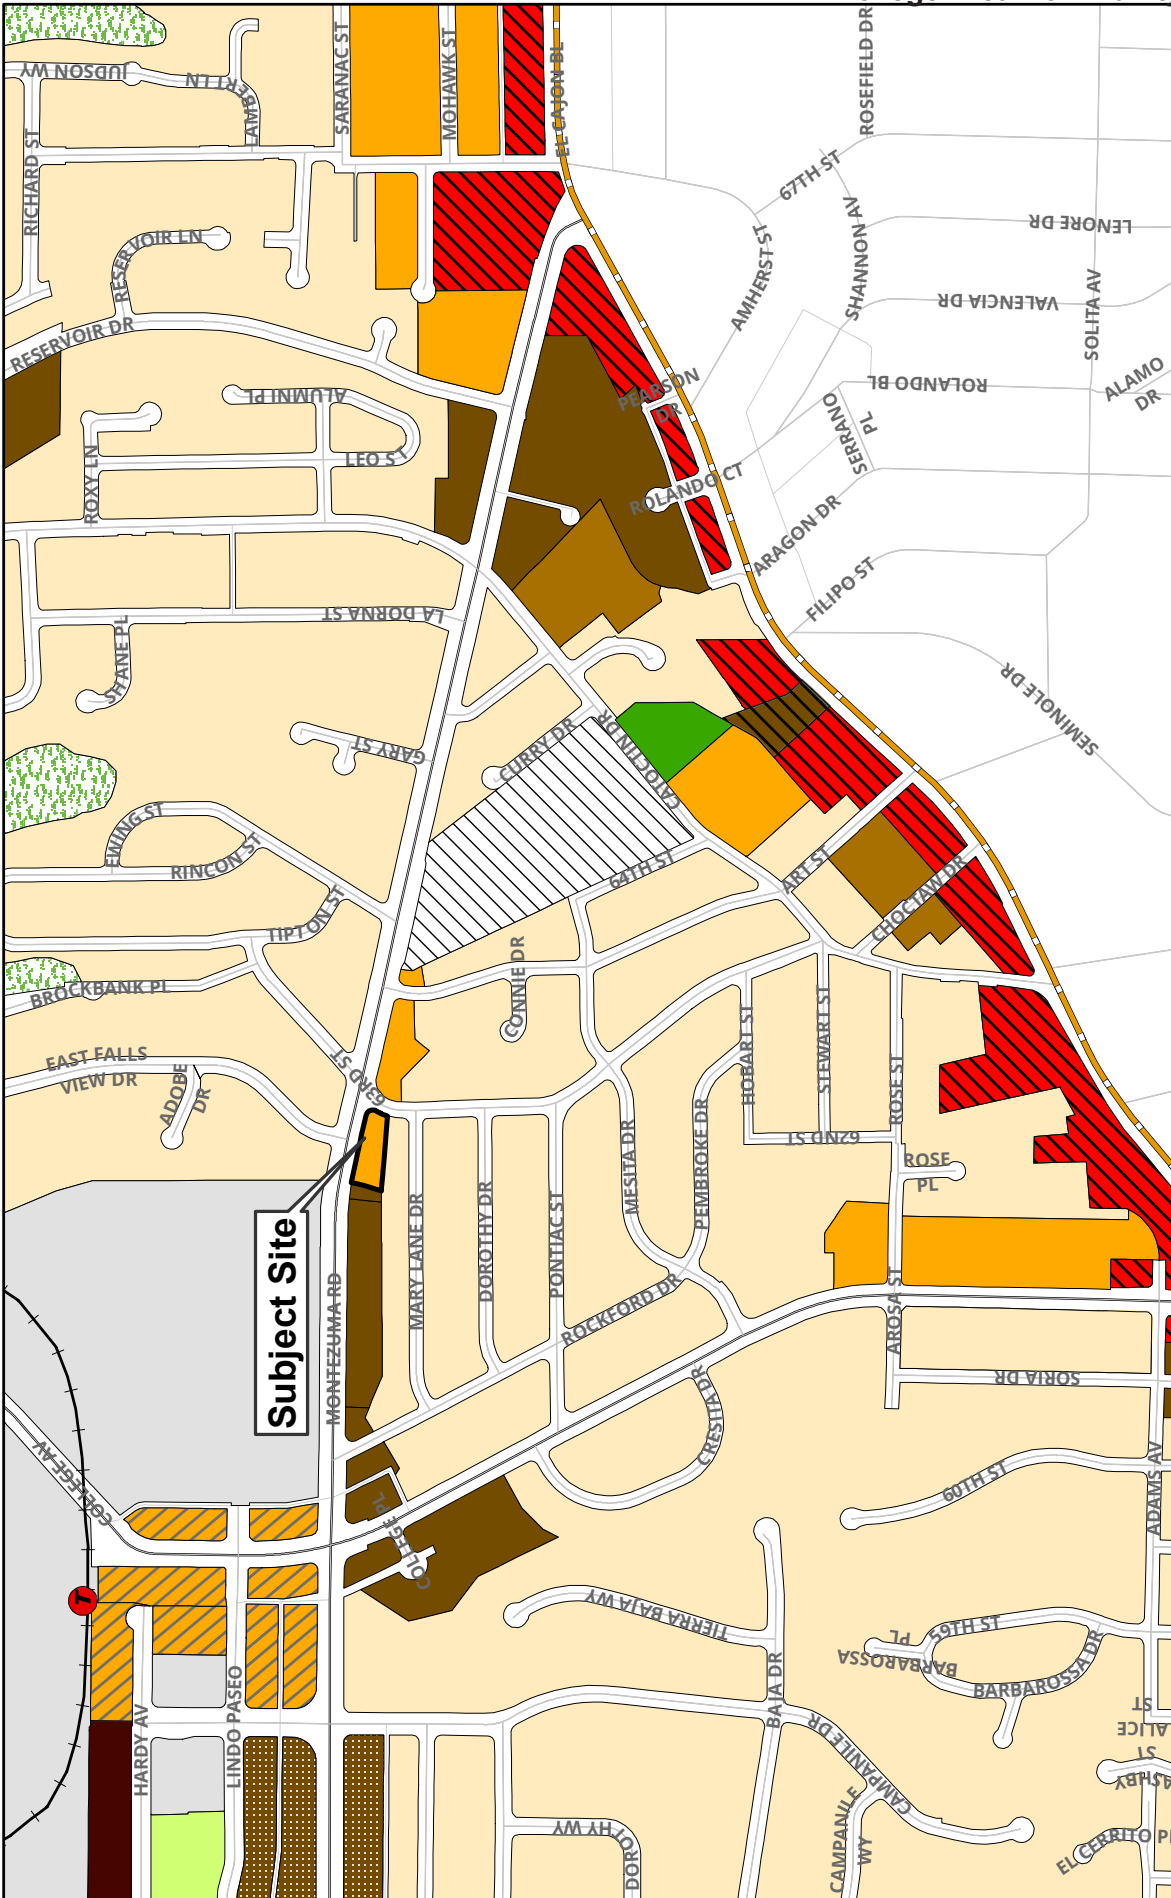 JUDSON WY
LAMBERT LN
SARANAC ST
MOHAWK ST
EL CAJON BL
ROSEFIELD DR
RICHARD ST
67TH ST
SHANNON AV
LENORE DR
AMHERST ST
RESERVOIR LN
VALENCIA DR
SOLITA AV
RESERVOIR DR
PEARSON
DR
ROLANDO BL
ALAMO
DR
ALUMNI PL
SERRANO
PL
LEO ST
ROXY LN
ROLANDO CT
ARAGON DR
FILIPO ST
LA DORNA ST
SHANE PL
SEMINOLE DR
GARY ST
CURRY DR
CATOCTIN DR
EWING ST
RINCON ST
64TH ST
ART ST
CHOCTAW DR
TIPTON ST
CONNIE DR
BROCKBANK PL
HOBART ST
STEWART ST
EAST FALLS
VIEW DR
ADOBE
DR
63RD ST
ROSE ST
62ND ST
MESITA DR
PEMBROKE DR
ROSE
PL
MARY LANE DR
DOROTHY DR
PONTIAC ST
Subject Site
MONTEZUMA RD
ROCKFORD DR
AROSA ST
SORIA DR
CRESITA DR
COLLEGE AV
60TH ST
ADAMS AV
COLLEGE PL
T
TIERRA BAJA WY
59TH ST
BARBAROSSA
PL
BARBAROSSA DR
HARDY AV
LINDO PASEO
BAJA DR
CAMPANILE DR
ALICE
ST
ASHBY
ST
CAMPANILE
WY
DOROTHY WY
EL CERRITO P